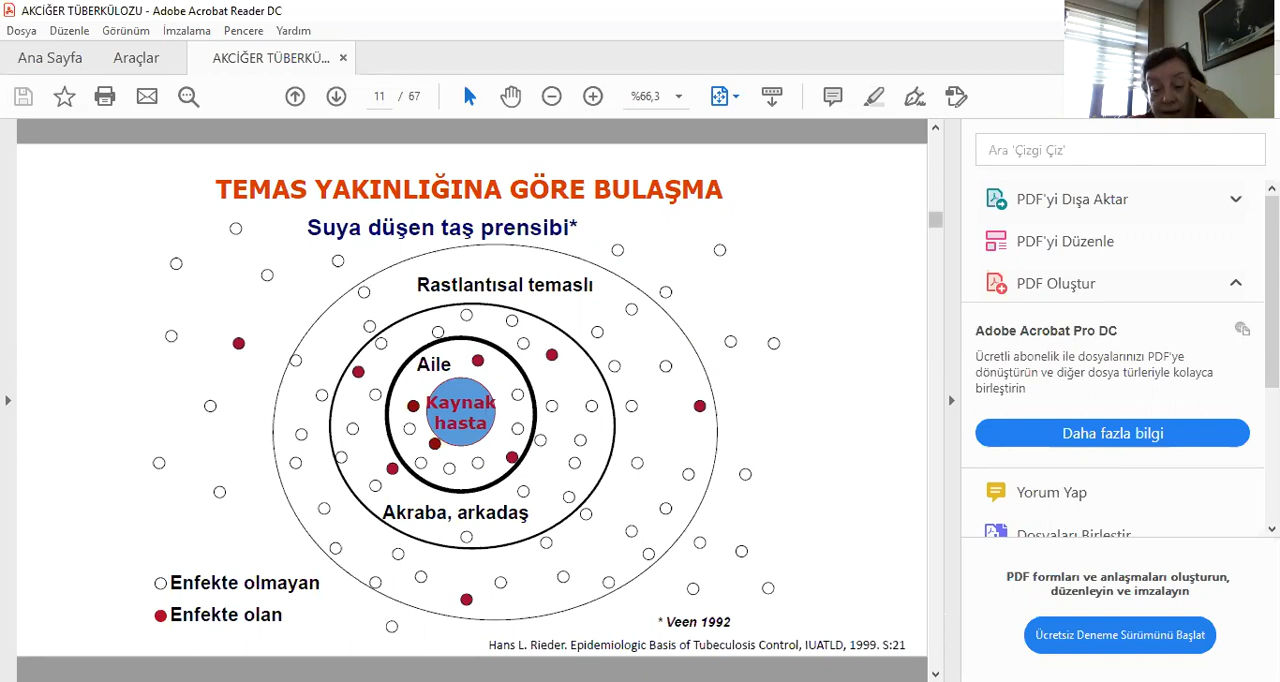 AKCİĞER TÜBERKÜLOZU - Adobe Acrobat Reader DC
Dosya Düzenle Görünüm İmzalama Pencere Yardım
Ana Sayfa Araçlar AKCİĞER TÜBERKÜ... ×
11 / 67 %66,3
TEMAS YAKINLIĞINA GÖRE BULAŞMA
Suya düşen taş prensibi*
Rastlantısal temaslı
Aile
Kaynak
hasta
Akraba, arkadaş
Enfekte olmayan
Enfekte olan
* Veen 1992
Hans L. Rieder. Epidemiologic Basis of Tubeculosis Control, IUATLD, 1999. S:21
Ara 'Çizgi Çiz'
PDF'yi Dışa Aktar
PDF'yi Düzenle
PDF Oluştur
Adobe Acrobat Pro DC
Ücretli abonelik ile dosyalarınızı PDF'ye
dönüştürün ve diğer dosya türleriyle kolayca
birleştirin
Daha fazla bilgi
Yorum Yap
Dosyaları Birleştir
PDF formları ve anlaşmaları oluşturun,
düzenleyin ve imzalayın
Ücretsiz Deneme Sürümünü Başlat